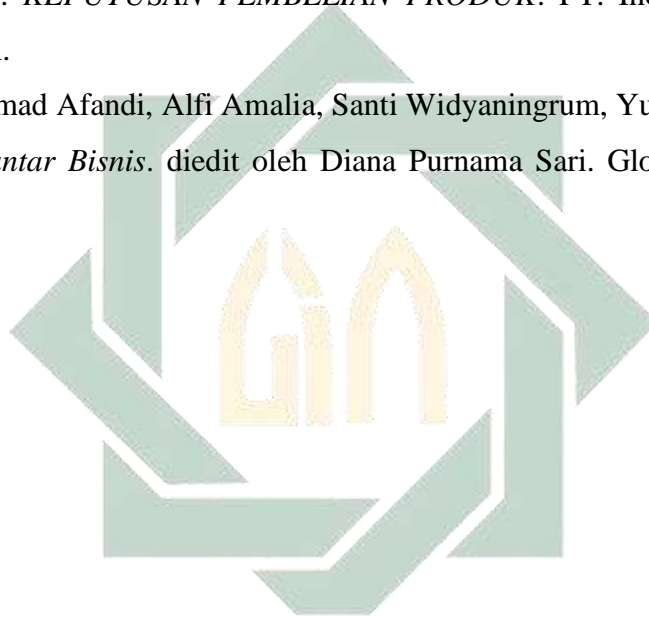 . KEPUTUSAN PEMBELIAN PRODUK. PT.
.
mad Afandi, Alfi Amalia, Santi Widyaningrum, Yu
ntar Bisnis. diedit oleh Diana Purnama Sari. Glo